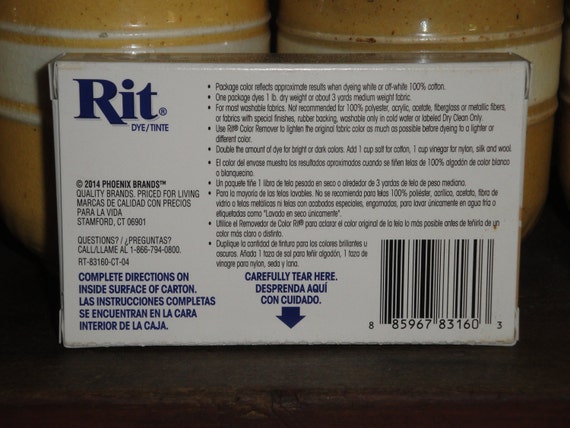 Rit®
DYE/TINTE
© 2014 PHOENIX BRANDS™
QUALITY BRANDS, PRICED FOR LIVING
MARCAS DE CALIDAD CON PRECIOS
PARA LA VIDA
STAMFORD, CT 06901
QUESTIONS? / ¿PREGUNTAS?
CALL/LLAME AL 1-866-794-0800.
RT-83160-CT-04
COMPLETE DIRECTIONS ON
INSIDE SURFACE OF CARTON.
LAS INSTRUCCIONES COMPLETAS
SE ENCUENTRAN EN LA CARA
INTERIOR DE LA CAJA.
• Package color reflects approximate results when dyeing white or off-white 100% cotton.
• One package dyes 1 lb. dry weight or about 3 yards medium weight fabric.
• For most washable fabrics. Not recommended for 100% polyester, acrylic, acetate, fiberglass or metallic fibers,
or fabrics with special finishes, rubber backing, washable only in cold water or labeled Dry Clean Only.
• Use Rit® Color Remover to lighten the original fabric color as much as possible before dyeing to a lighter or
different color.
• Double the amount of dye for bright or dark colors. Add 1 cup salt for cotton, 1 cup vinegar for nylon, silk and wool.
• El color del envase muestra los resultados aproximados cuando se tiñen telas de 100% algodón de color blanco
o blanquecino.
• Un paquete tiñe 1 libra de tela pesada en seco o alrededor de 3 yardas de tela de peso mediano.
• Para la mayoría de las telas lavables. No se recomienda para telas 100% poliéster, acrílica, acetato, fibra de
vidrio o telas metálicas ni telas con acabados especiales, engomadas, para lavar únicamente en agua fría o
etiquetadas como "Lavado en seco únicamente".
• Utilice el Removedor de Color Rit® para aclarar el color original de la tela lo más posible antes de teñirla de un
color más claro o distinto.
• Duplique la cantidad de tintura para los colores brillantes u
oscuros. Añada 1 taza de sal para teñir algodón, 1 taza de
vinagre para nylon, seda y lana.
CAREFULLY TEAR HERE.
DESPRENDA AQUÍ
CON CUIDADO.
8 85967 83160 3